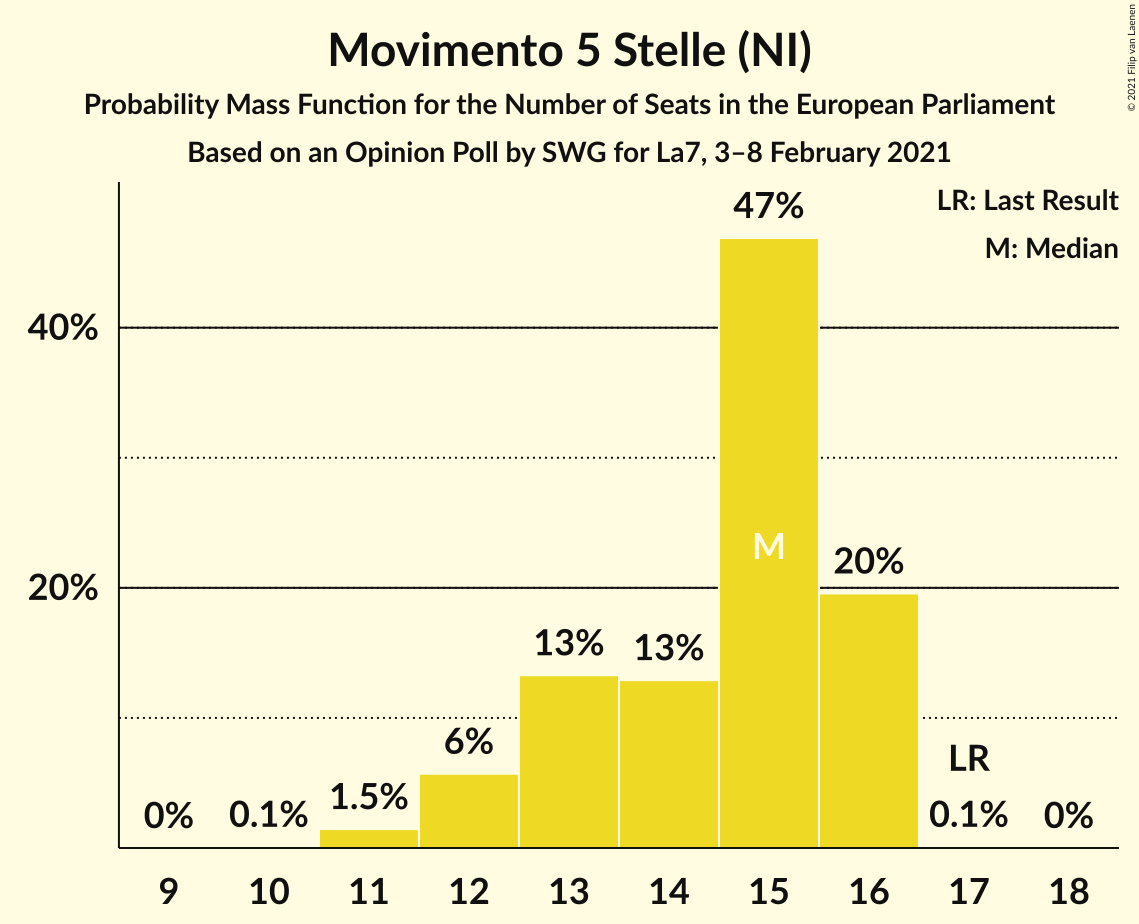 Movimento 5 Stelle (NI)
Probability Mass Function for the Number of Seats in the European Parliament
Based on an Opinion Poll by SWG for La7, 3–8 February 2021
© 2021 Filip van Laenen
LR: Last Result
M: Median
47%
40%
M
20%
20%
13%
13%
6%
LR
1.5%
0%
0.1%
0.1%
0%
9 10 11 12 13 14 15 16 17 18